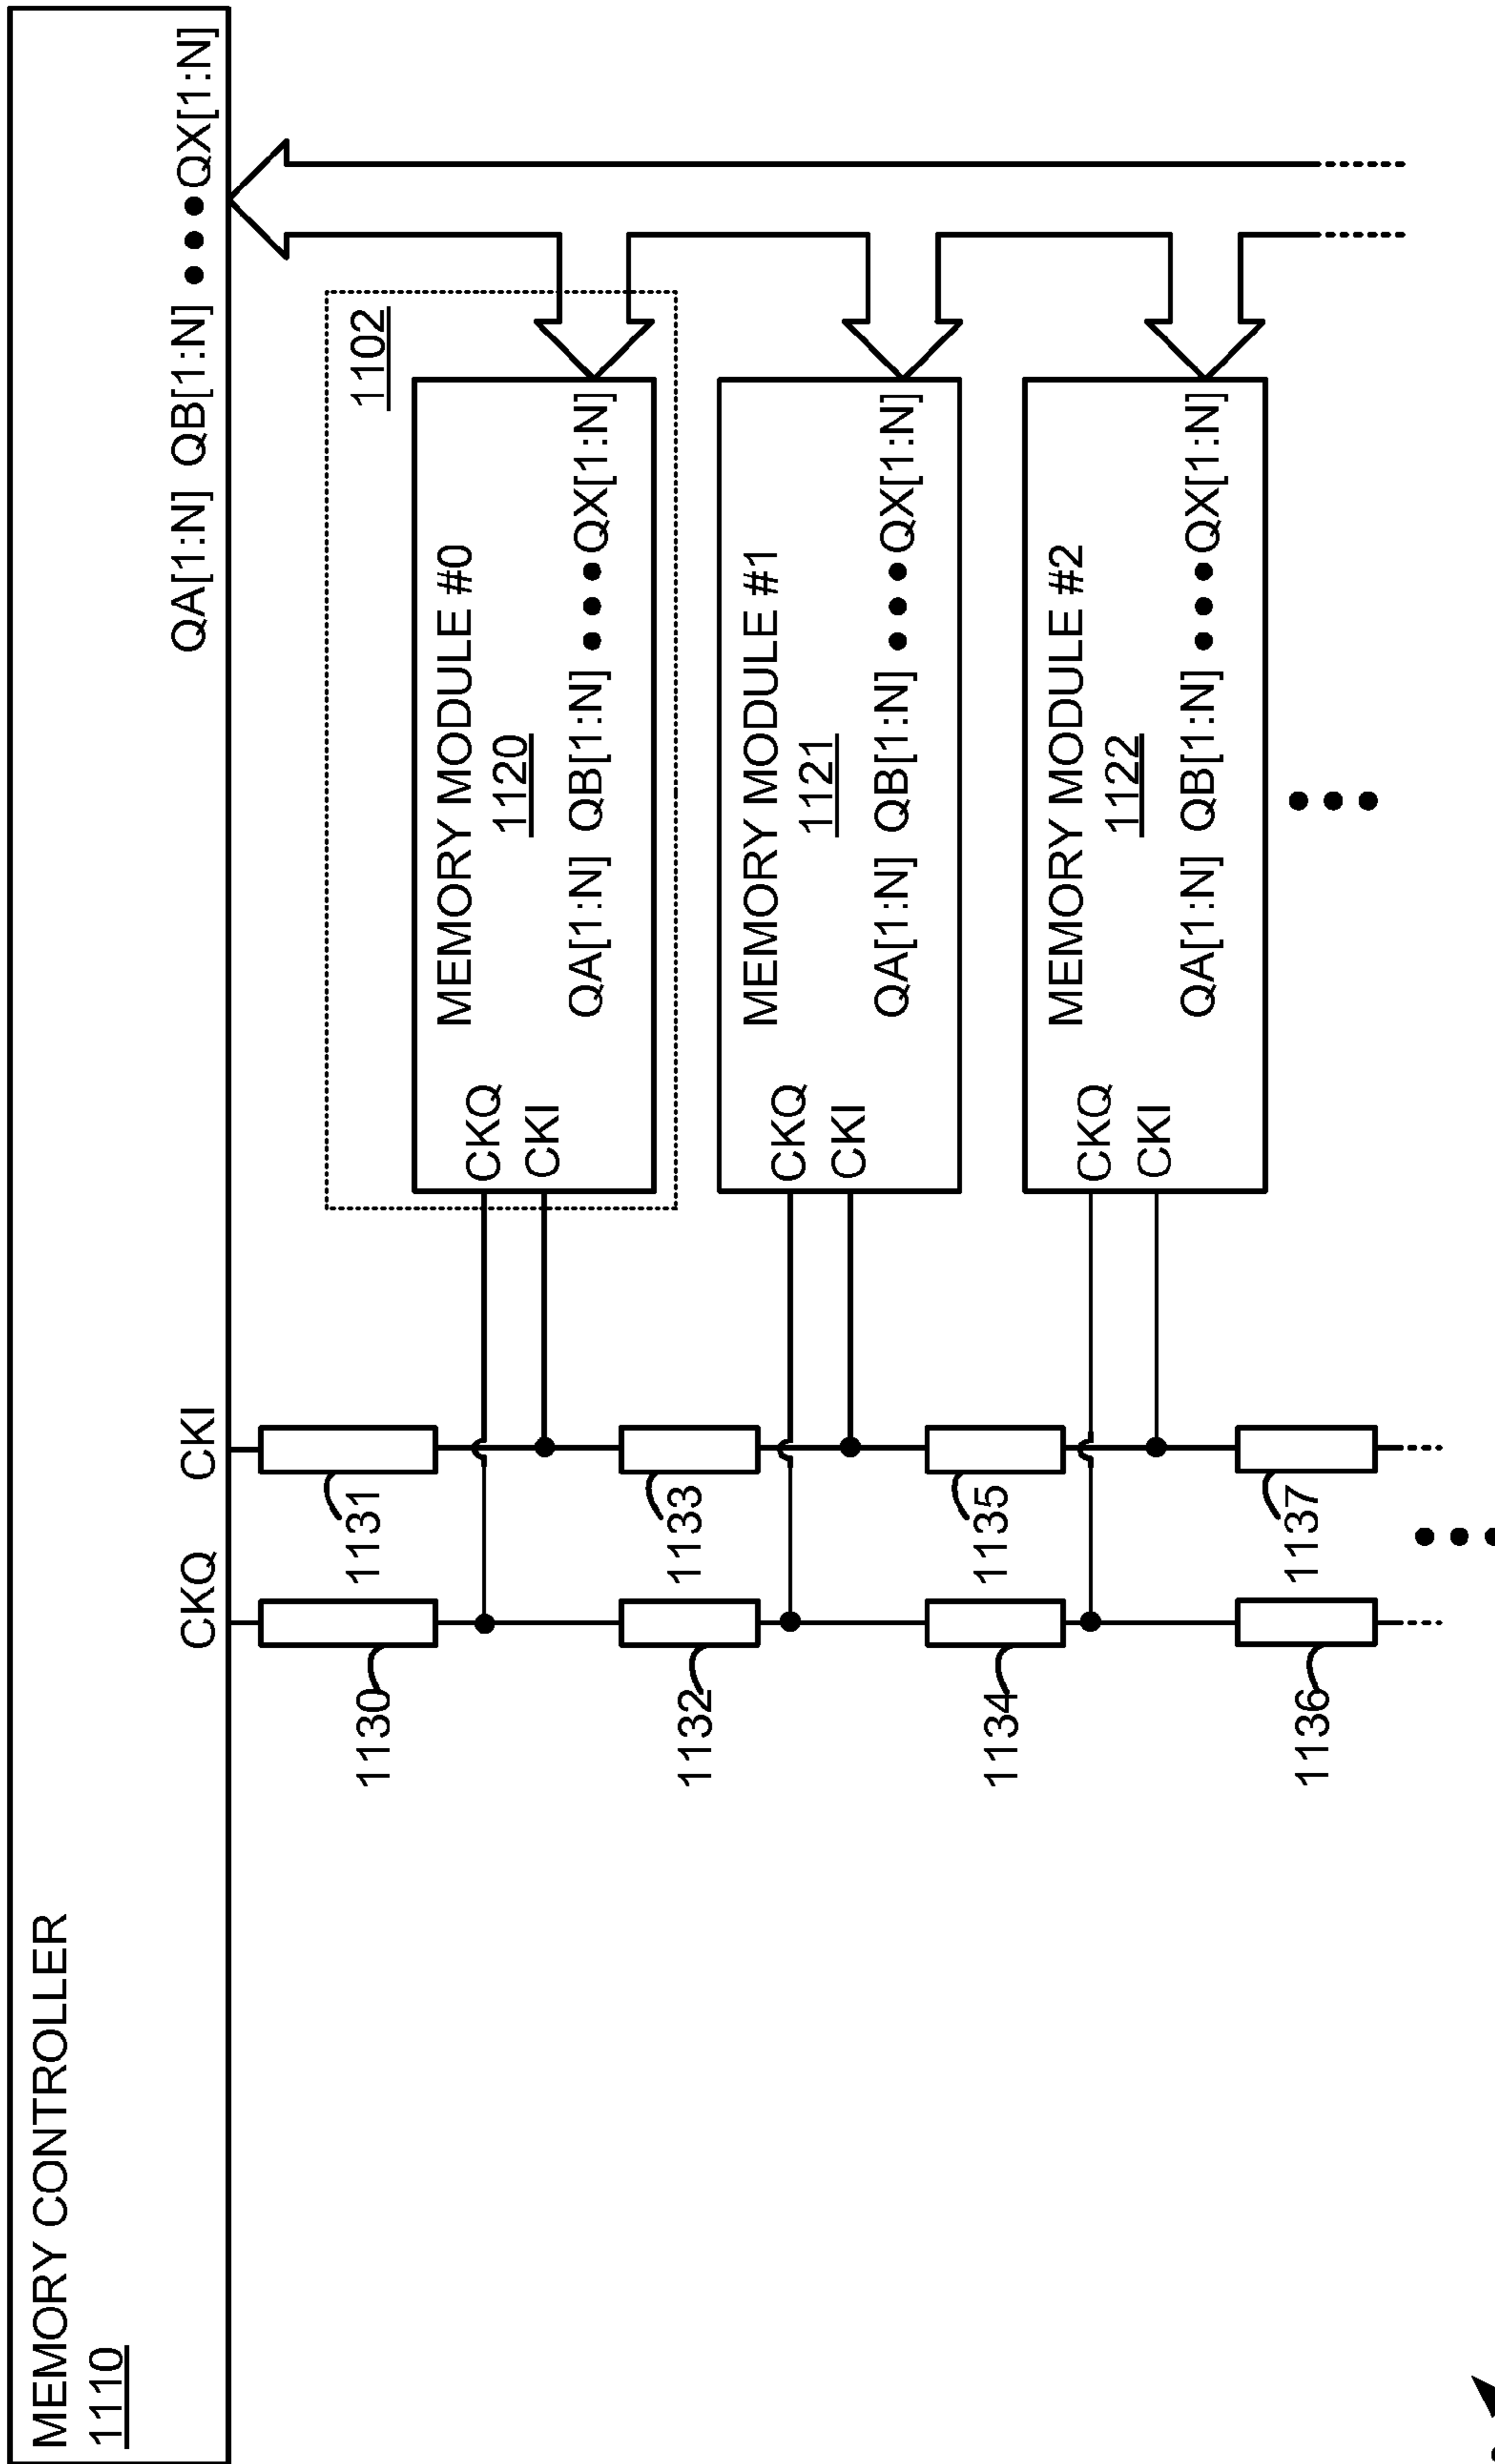 MEMORY CONTROLLER
1110
CKQ CKI
QA[1:N] QB[1:N] ••• QX[1:N]
1102
1130
1131
MEMORY MODULE #0
1120
CKQ
CKI
QA[1:N] QB[1:N] ••• QX[1:N]
1132
1133
MEMORY MODULE #1
1121
CKQ
CKI
QA[1:N] QB[1:N] ••• QX[1:N]
1134
1135
MEMORY MODULE #2
1122
CKQ
CKI
QA[1:N] QB[1:N] ••• QX[1:N]
1136
1137